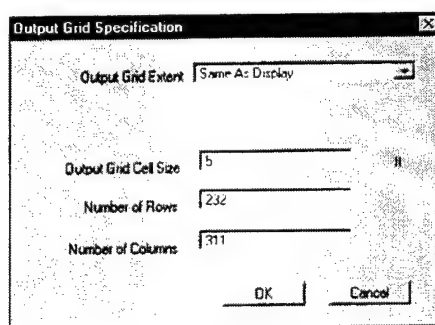 Output Grid Specification
Output Grid Extent Same As Display
Output Grid Cell Size 5 ft
Number of Rows 232
Number of Columns 311
OK Cancel